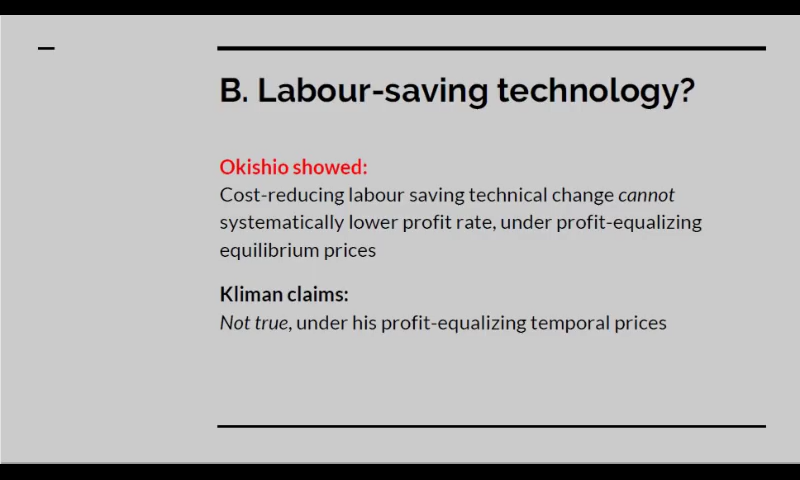 B. Labour-saving technology?
Okishio showed:
Cost-reducing labour saving technical change cannot
systematically lower profit rate, under profit-equalizing
equilibrium prices
Kliman claims:
Not true, under his profit-equalizing temporal prices